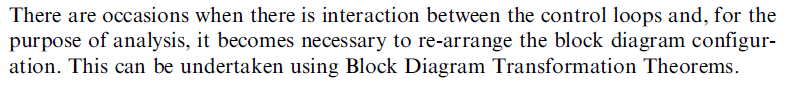 There are occasions when there is interaction between the control loops and, for the
purpose of analysis, it becomes necessary to re-arrange the block diagram configur-
ation. This can be undertaken using Block Diagram Transformation Theorems.